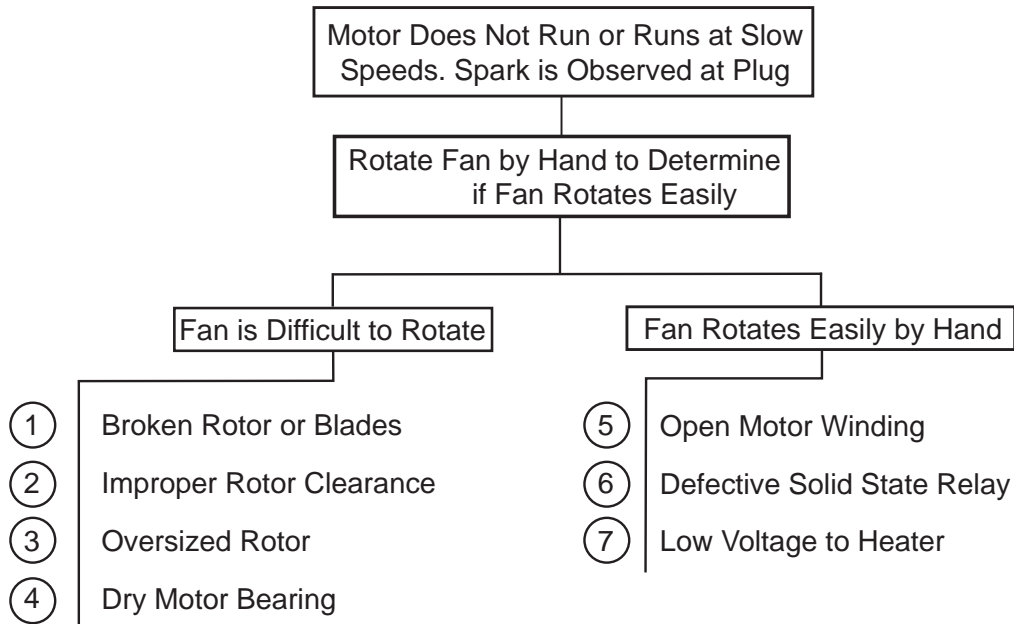 Motor Does Not Run or Runs at Slow
Speeds. Spark is Observed at Plug
Rotate Fan by Hand to Determine
if Fan Rotates Easily
Fan is Difficult to Rotate
1 Broken Rotor or Blades
2 Improper Rotor Clearance
3 Oversized Rotor
4 Dry Motor Bearing
Fan Rotates Easily by Hand
5 Open Motor Winding
6 Defective Solid State Relay
7 Low Voltage to Heater